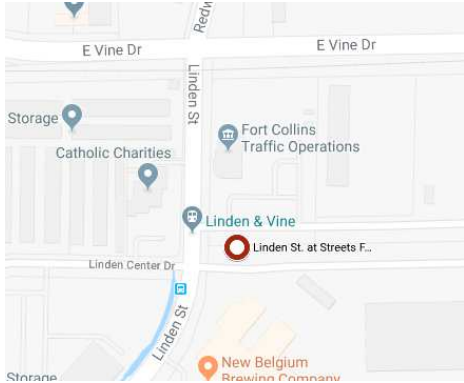 Redw
E Vine Dr
E Vine Dr
Linden St
Storage
Fort Collins
Traffic Operations
Catholic Charities
Linden & Vine
Linden St. at Streets F...
Linden Center Dr
Linden St
New Belgium
Brewing Company
Storage